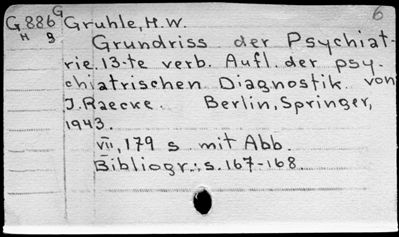 G 886 G Gruhle, H.W. 6
H 9
Grundriss der Psychiat-
rie. 13-te verb. Aufl. der psy-
chiatrischen Diagnostik von
J. Raecke. Berlin, Springer,
1943.
VII, 179 s. mit Abb.
Bibliogr.: s. 167-168.